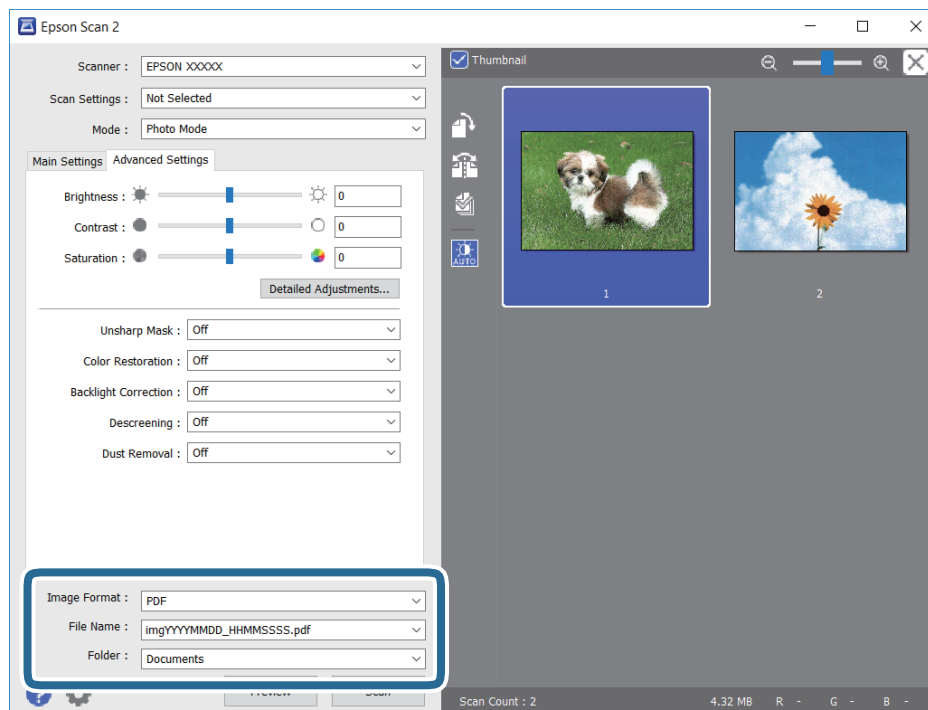 Epson Scan 2
Scanner : EPSON XXXXX
Scan Settings : Not Selected
Mode : Photo Mode
Main Settings Advanced Settings
Brightness : 0
Contrast : 0
Saturation : 0
Detailed Adjustments...
Unsharp Mask : Off
Color Restoration : Off
Backlight Correction : Off
Descreening : Off
Dust Removal : Off
Image Format : PDF
File Name : imgYYYYMMDD_HHMMSSSS.pdf
Folder : Documents
Preview Scan
Thumbnail
AUTO
1 2
Scan Count : 2 4.32 MB R - G - B -